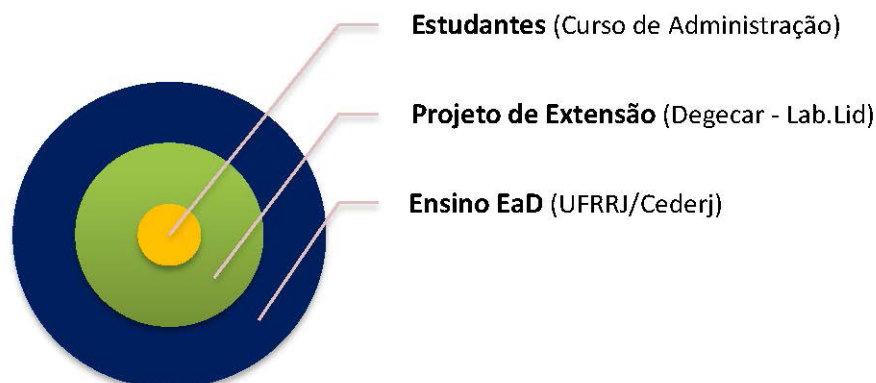 Estudantes (Curso de Administração)
Projeto de Extensão (Degecar - Lab.Lid)
Ensino EaD (UFRRJ/Cederj)